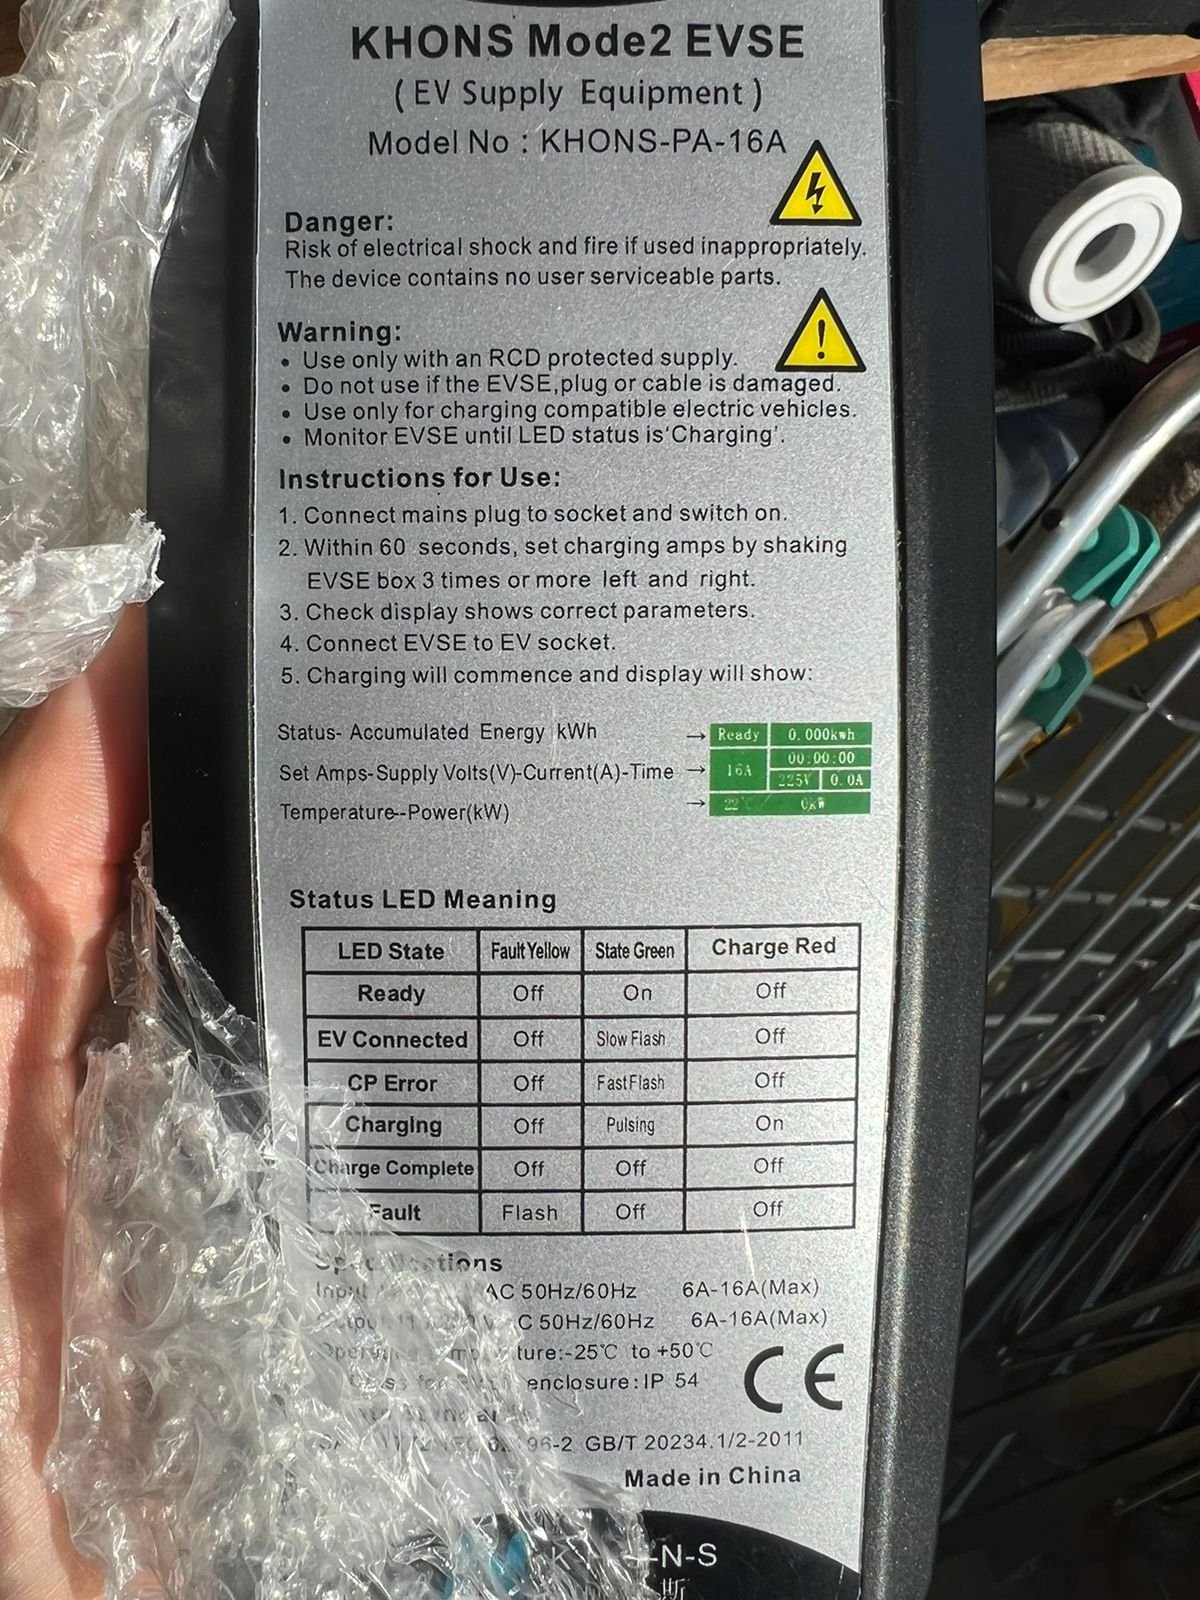 KHONS Mode2 EVSE
( EV Supply Equipment )
Model No : KHONS-PA-16A
Danger:
Risk of electrical shock and fire if used inappropriately.
The device contains no user serviceable parts.
Warning:
• Use only with an RCD protected supply.
• Do not use if the EVSE,plug or cable is damaged.
• Use only for charging compatible electric vehicles.
• Monitor EVSE until LED status is'Charging'.
Instructions for Use:
1. Connect mains plug to socket and switch on.
2. Within 60 seconds, set charging amps by shaking
EVSE box 3 times or more left and right.
3. Check display shows correct parameters.
4. Connect EVSE to EV socket.
5. Charging will commence and display will show:
Status- Accumulated Energy kWh → Ready 0.000kwh
00:00:00
Set Amps-Supply Volts(V)-Current(A)-Time → 16A 225V 0.0A
Temperature--Power(kW) → 22℃ 0kW
Status LED Meaning
LED State Fault Yellow State Green Charge Red
Ready Off On Off
EV Connected Off Slow Flash Off
CP Error Off Fast Flash Off
Charging Off Pulsing On
Charge Complete Off Off Off
Fault Flash Off Off
Specifications
Input AC 50Hz/60Hz 6A-16A(Max)
Output 50Hz/60Hz 6A-16A(Max)
-25℃ to +50℃
enclosure: IP 54
CE
GB/T 20234.1/2-2011
Made in China
N-S
斯